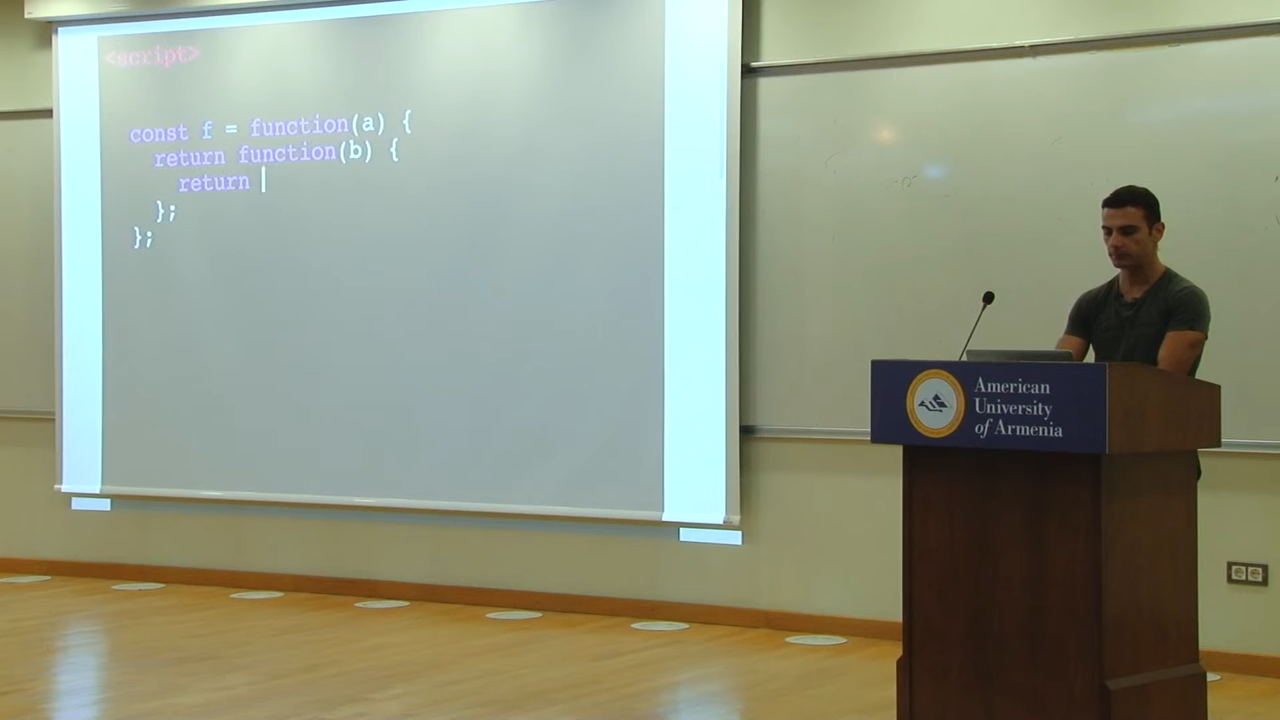 <script>
const f = function(a) {
return function(b) {
return
};
};
American
University
of Armenia